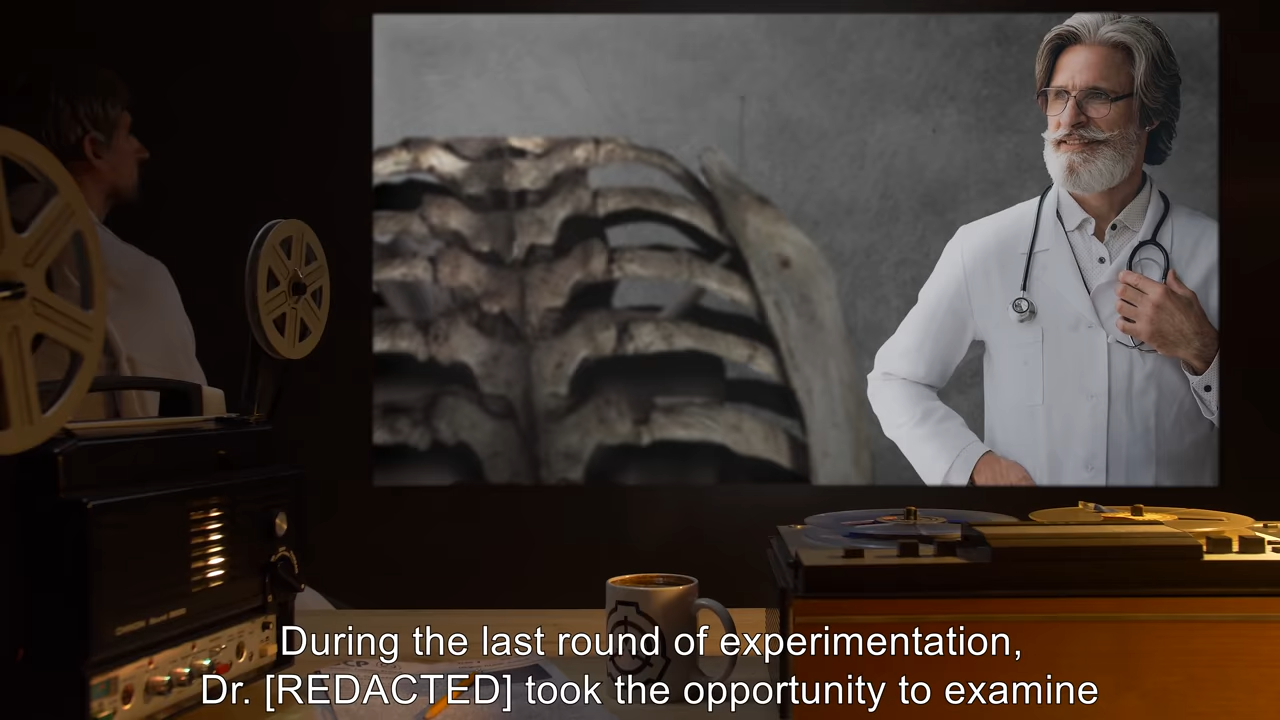 During the last round of experimentation,
Dr. [REDACTED] took the opportunity to examine